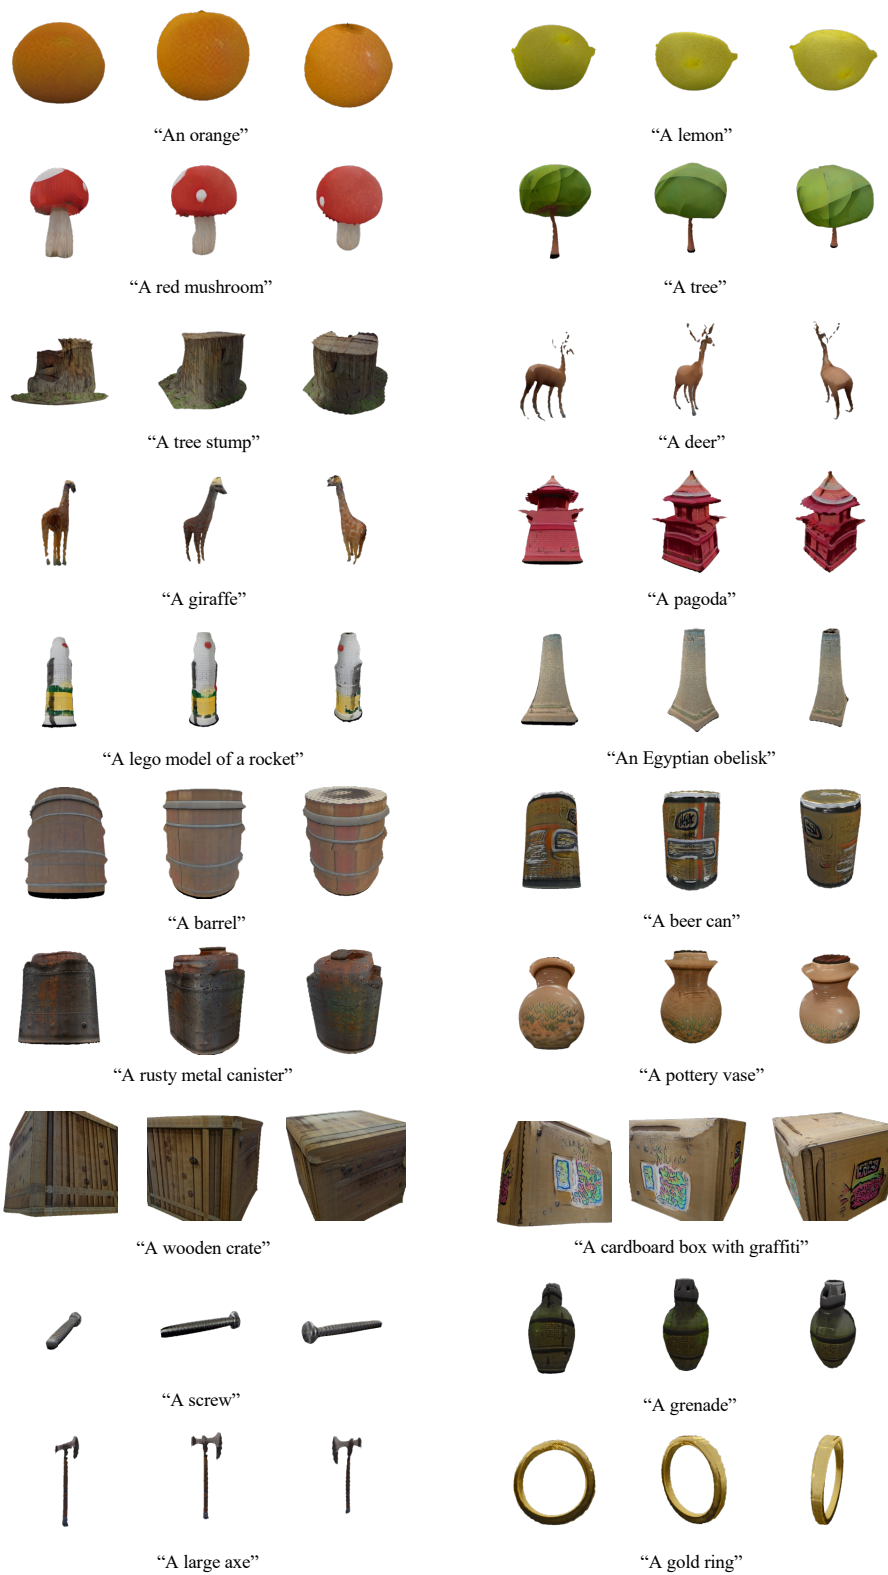 “An orange”
“A lemon”
“A red mushroom”
“A tree”
“A tree stump”
“A deer”
“A giraffe”
“A pagoda”
“A lego model of a rocket”
“An Egyptian obelisk”
“A barrel”
“A beer can”
“A rusty metal canister”
“A pottery vase”
“A wooden crate”
“A cardboard box with graffiti”
“A screw”
“A grenade”
“A large axe”
“A gold ring”